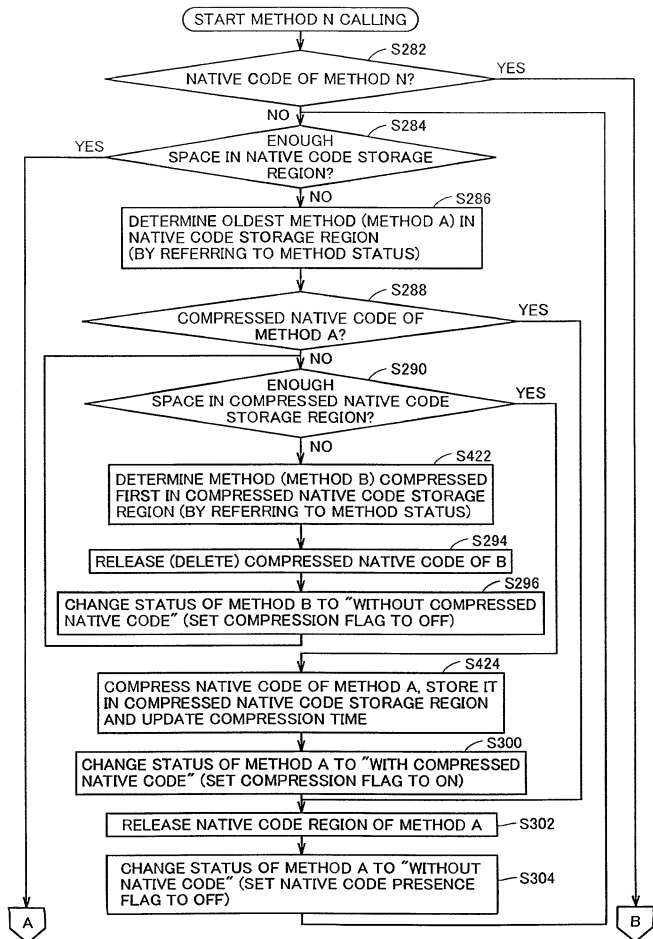 START METHOD N CALLING
S282
NATIVE CODE OF METHOD N?
YES
NO
S284
YES
ENOUGH
SPACE IN NATIVE CODE STORAGE
REGION?
NO
S286
DETERMINE OLDEST METHOD (METHOD A) IN
NATIVE CODE STORAGE REGION
(BY REFERRING TO METHOD STATUS)
S288
YES
COMPRESSED NATIVE CODE OF
METHOD A?
NO
S290
ENOUGH
YES
SPACE IN COMPRESSED NATIVE CODE
STORAGE REGION?
NO
S422
DETERMINE METHOD (METHOD B) COMPRESSED
FIRST IN COMPRESSED NATIVE CODE STORAGE
REGION (BY REFERRING TO METHOD STATUS)
S294
RELEASE (DELETE) COMPRESSED NATIVE CODE OF B
S296
CHANGE STATUS OF METHOD B TO "WITHOUT COMPRESSED
NATIVE CODE" (SET COMPRESSION FLAG TO OFF)
S424
COMPRESS NATIVE CODE OF METHOD A, STORE IT
IN COMPRESSED NATIVE CODE STORAGE REGION
AND UPDATE COMPRESSION TIME
S300
CHANGE STATUS OF METHOD A TO "WITH COMPRESSED
NATIVE CODE" (SET COMPRESSION FLAG TO ON)
RELEASE NATIVE CODE REGION OF METHOD A
S302
CHANGE STATUS OF METHOD A TO "WITHOUT
NATIVE CODE" (SET NATIVE CODE PRESENCE
FLAG TO OFF)
S304
A
B